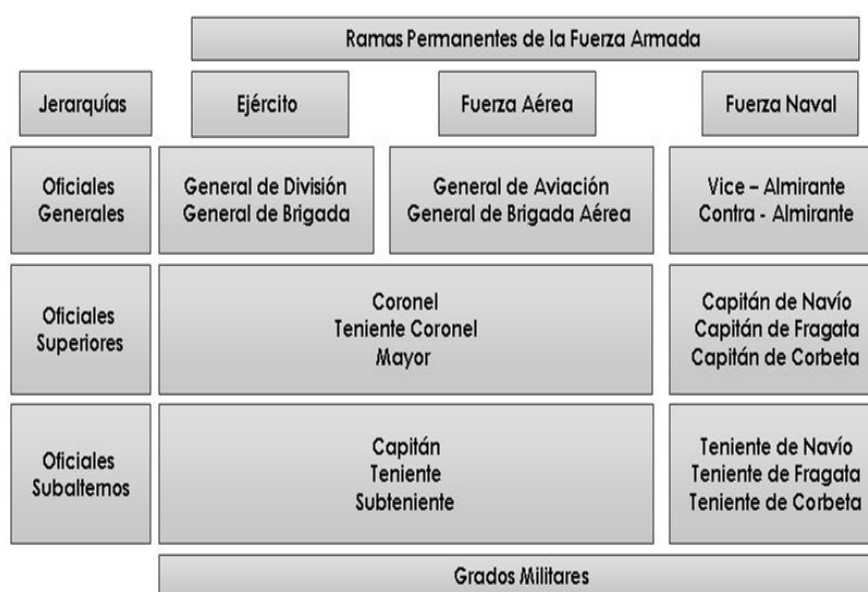 Ramas Permanentes de la Fuerza Armada
Jerarquías
Ejército
Fuerza Aérea
Fuerza Naval
Oficiales
Generales
General de División
General de Brigada
General de Aviación
General de Brigada Aérea
Vice – Almirante
Contra - Almirante
Oficiales
Superiores
Coronel
Teniente Coronel
Mayor
Capitán de Navío
Capitán de Fragata
Capitán de Corbeta
Oficiales
Subalternos
Capitán
Teniente
Subteniente
Teniente de Navío
Teniente de Fragata
Teniente de Corbeta
Grados Militares